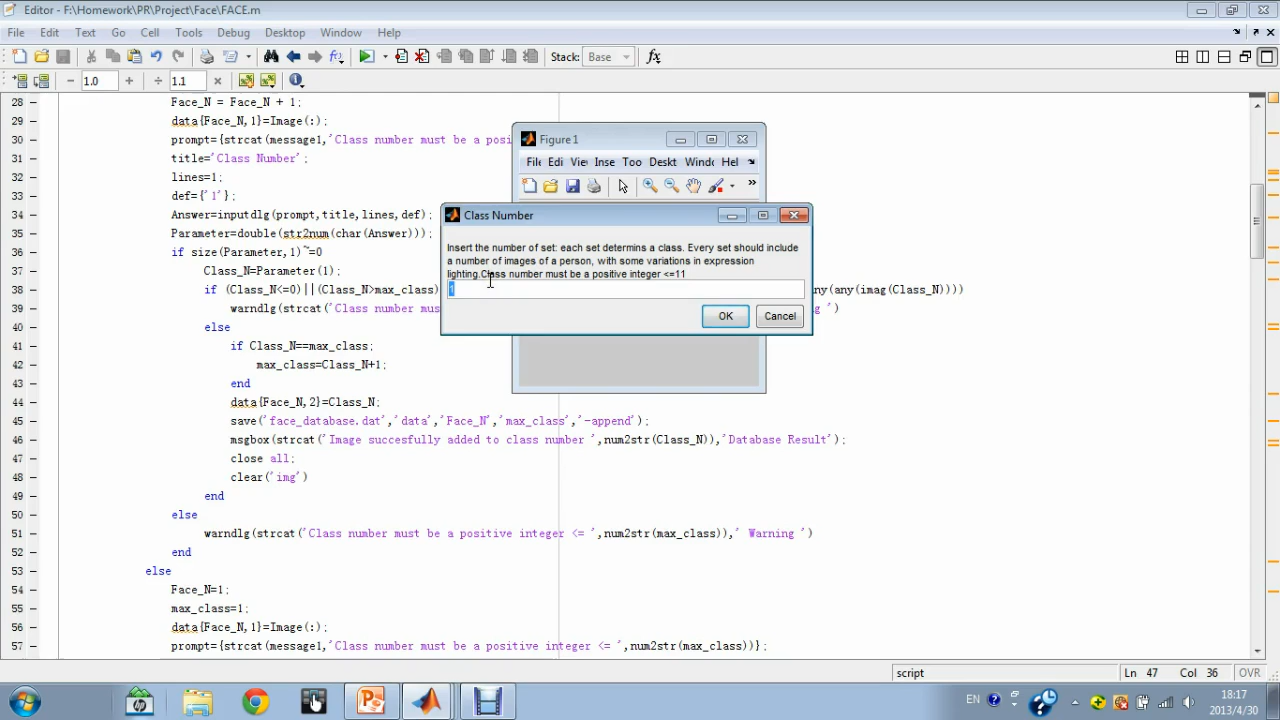 Editor - F:\Homework\PR\Project\Face\FACE.m
File Edit Text Go Cell Tools Debug Desktop Window Help
Stack: Base fx
1.0 1.1
28 Face_N = Face_N + 1;
29 data{Face_N,1}=Image(:);
30 prompt={strcat(message1,'Class number must be a posi
31 title='Class Number';
32 lines=1;
33 def={'1'};
34 Answer=inputdlg(prompt,title,lines,def);
35 Parameter=double(str2num(char(Answer)));
36 if size(Parameter,1)~=0
37 Class_N=Parameter(1);
38 if (Class_N<=0)||(Class_N>max_class) ny(any(imag(Class_N))))
39 warndlg(strcat('Class number mus ng ')
40 else
41 if Class_N==max_class;
42 max_class=Class_N+1;
43 end
44 data{Face_N,2}=Class_N;
45 save('face_database.dat','data','Face_N','max_class','-append');
46 msgbox(strcat('Image succesfully added to class number ',num2str(Class_N)),'Database Result');
47 close all;
48 clear('img')
49 end
50 else
51 warndlg(strcat('Class number must be a positive integer <= ',num2str(max_class)),' Warning ')
52 end
53 else
54 Face_N=1;
55 max_class=1;
56 data{Face_N,1}=Image(:);
57 prompt={strcat(message1,'Class number must be a positive integer <= ',num2str(max_class))};
Figure 1
File Edi Vie Inse Too Deskt Windo Hel
Class Number
Insert the number of set: each set determins a class. Every set should include
a number of images of a person, with some variations in expression
lighting.Class number must be a positive integer <=11
1
OK Cancel
script Ln 47 Col 36 OVR
EN 18:17
2013/4/30